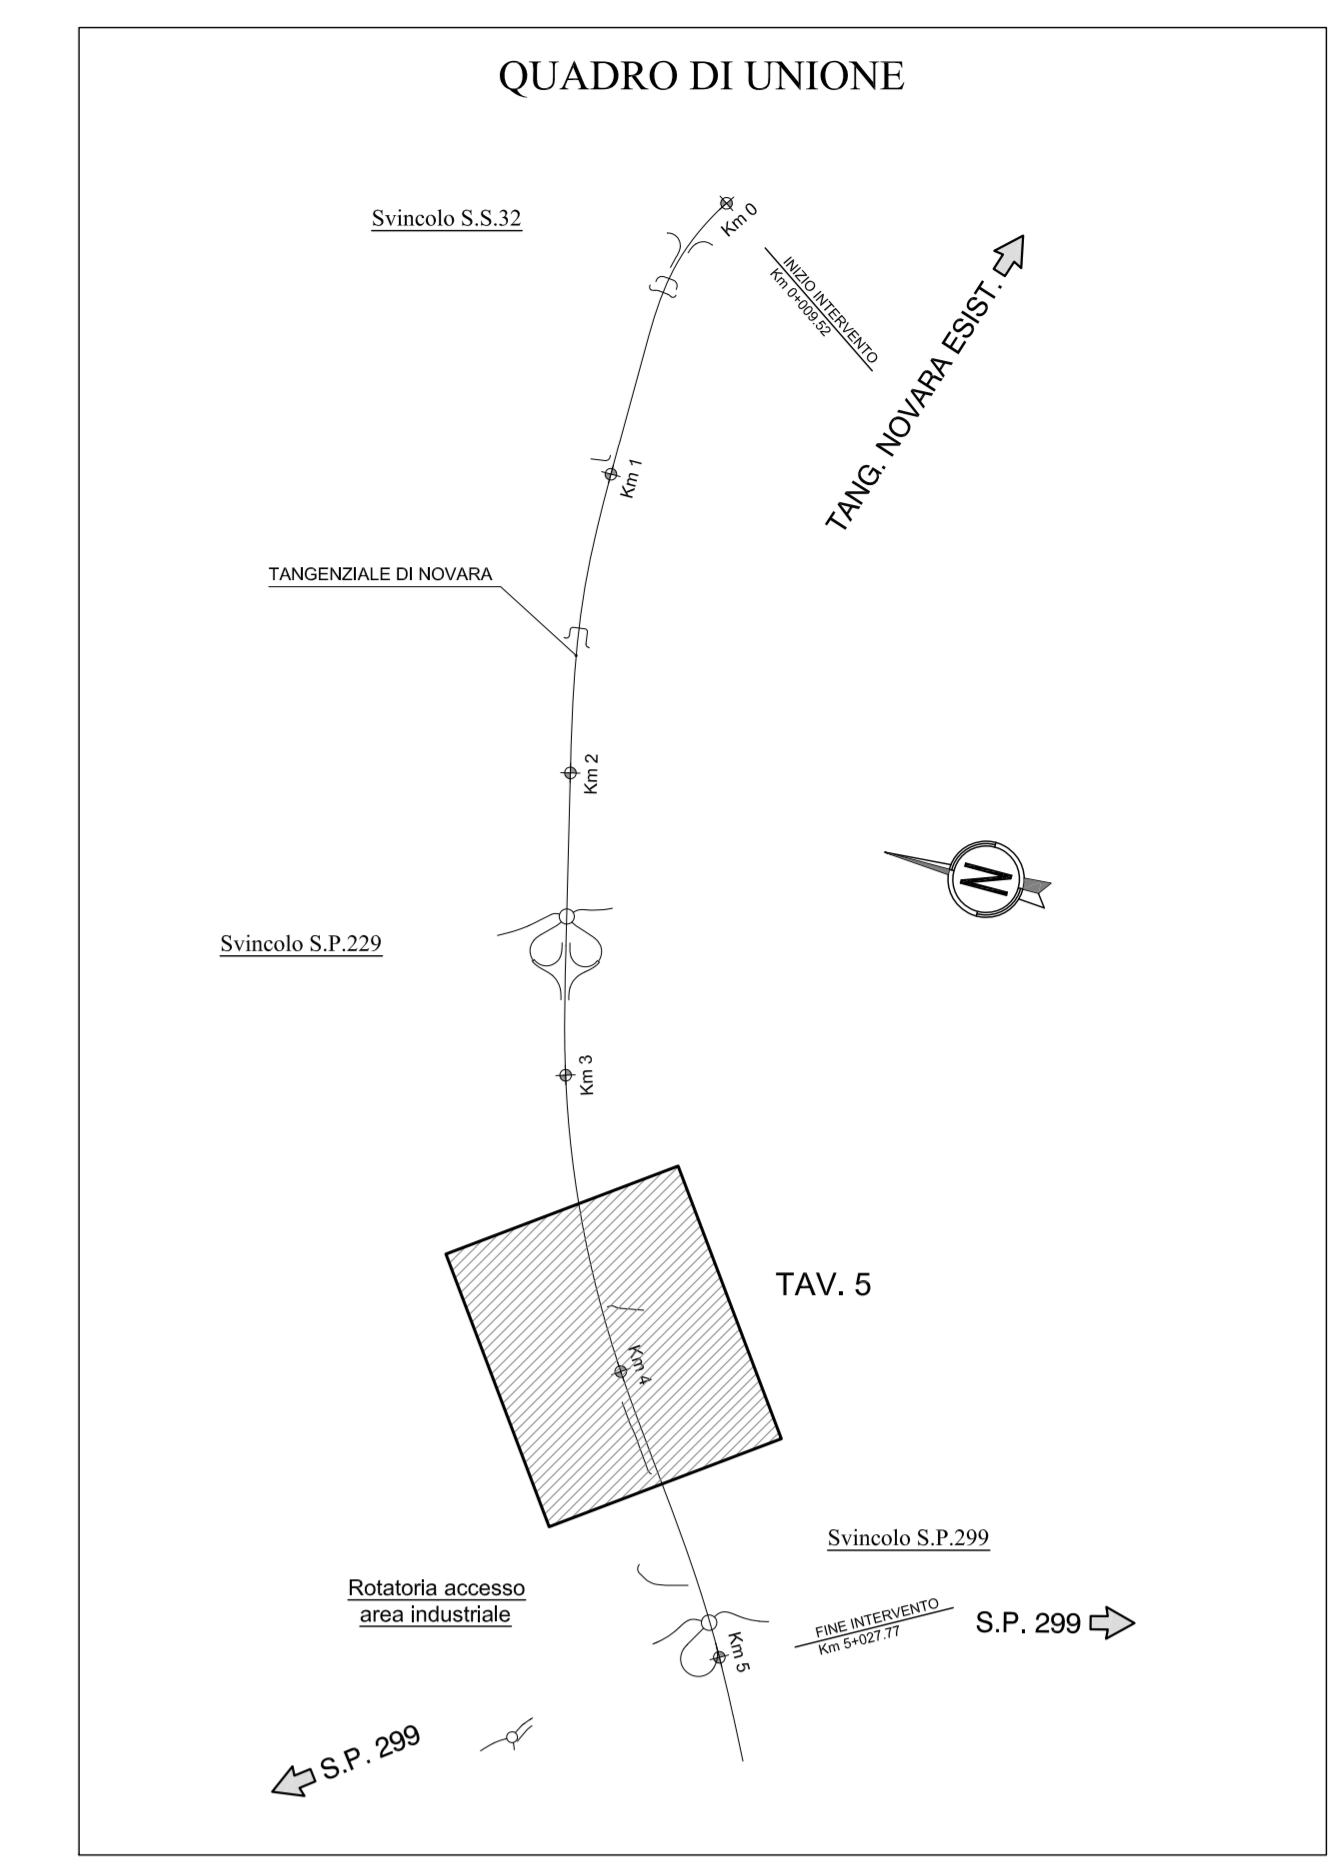 QUADRO DI UNIONE
Svincolo S.S.32
Km 0
INIZIO INTERVENTO
Km 0+009.52
TANG. NOVARA ESIST.
Km 1
TANGENZIALE DI NOVARA
Km 2
N
Svincolo S.P.229
Km 3
TAV. 5
Km 4
Svincolo S.P.299
Rotatoria accesso
area industriale
FINE INTERVENTO
Km 5+027.77
S.P. 299
Km 5
S.P. 299